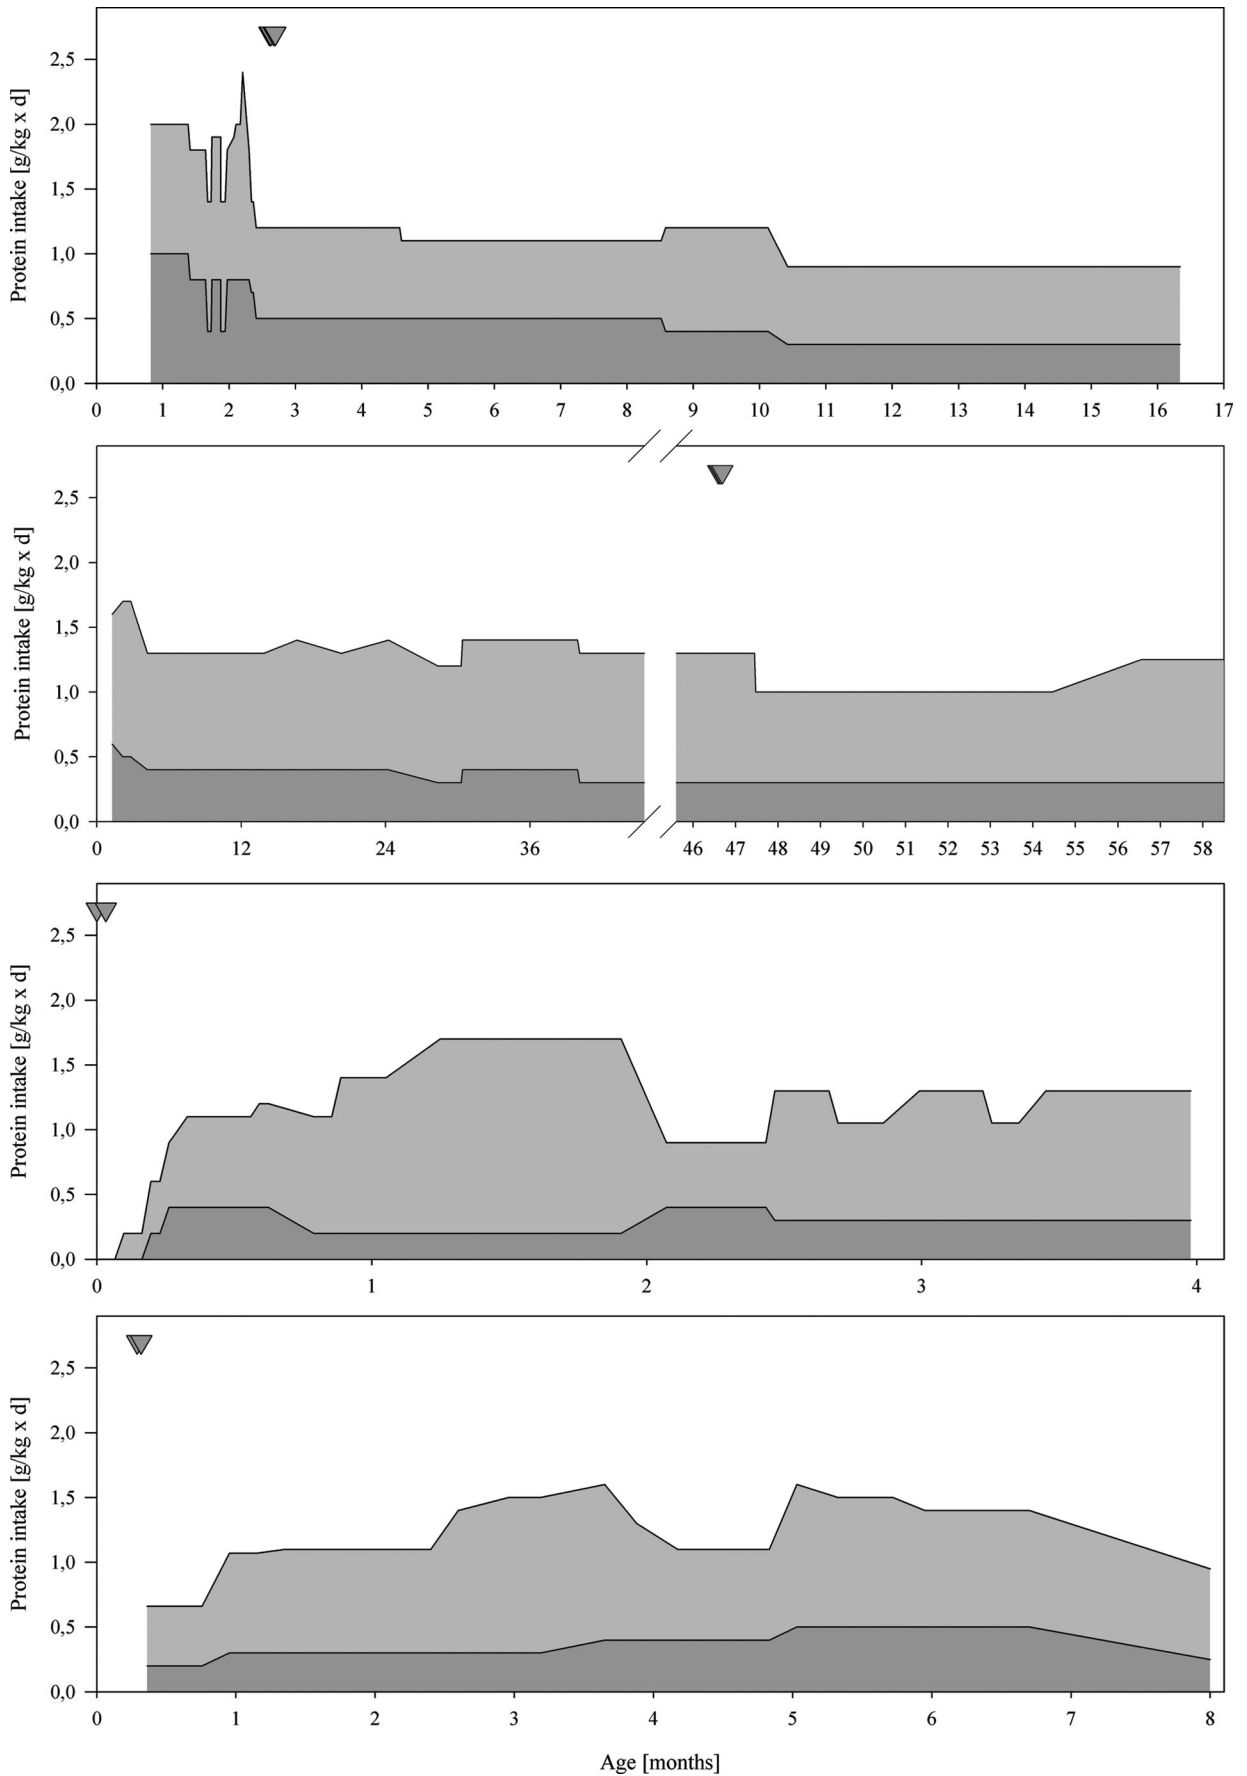 Protein intake [g/kg x d]
2,5
2,0
1,5
1,0
0,5
0,0
0 1 2 3 4 5 6 7 8 9 10 11 12 13 14 15 16 17
Protein intake [g/kg x d]
2,5
2,0
1,5
1,0
0,5
0,0
0 12 24 36 46 47 48 49 50 51 52 53 54 55 56 57 58
Protein intake [g/kg x d]
2,5
2,0
1,5
1,0
0,5
0,0
0 1 2 3 4
Protein intake [g/kg x d]
2,5
2,0
1,5
1,0
0,5
0,0
0 1 2 3 4 5 6 7 8
Age [months]